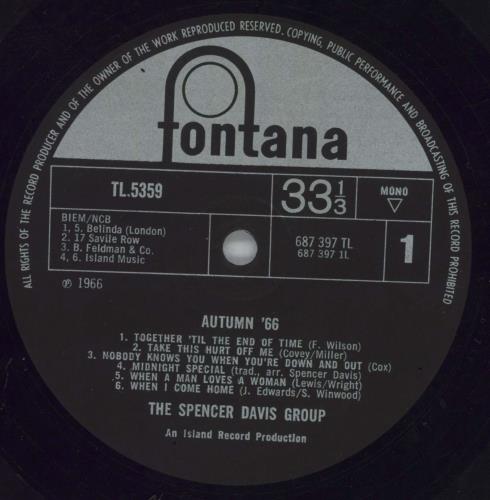 ALL RIGHTS OF THE RECORD PRODUCER AND OF THE OWNER OF THE WORK REPRODUCED RESERVED. COPYING, PUBLIC PERFORMANCE AND BROADCASTING OF THIS RECORD PROHIBITED
fontana
TL.5359
33 1/3
MONO
BIEM/NCB
1, 5. Belinda (London)
2. 17 Savile Row
3. B. Feldman & Co.
4, 6. Island Music
687 397 TL
687 397 1L
1
℗ 1966
AUTUMN '66
1. TOGETHER 'TIL THE END OF TIME (F. Wilson)
2. TAKE THIS HURT OFF ME (Covey/Miller)
3. NOBODY KNOWS YOU WHEN YOU'RE DOWN AND OUT (Cox)
4. MIDNIGHT SPECIAL (trad., arr. Spencer Davis)
5. WHEN A MAN LOVES A WOMAN (Lewis/Wright)
6. WHEN I COME HOME (J. Edwards/S. Winwood)
THE SPENCER DAVIS GROUP
An Island Record Production